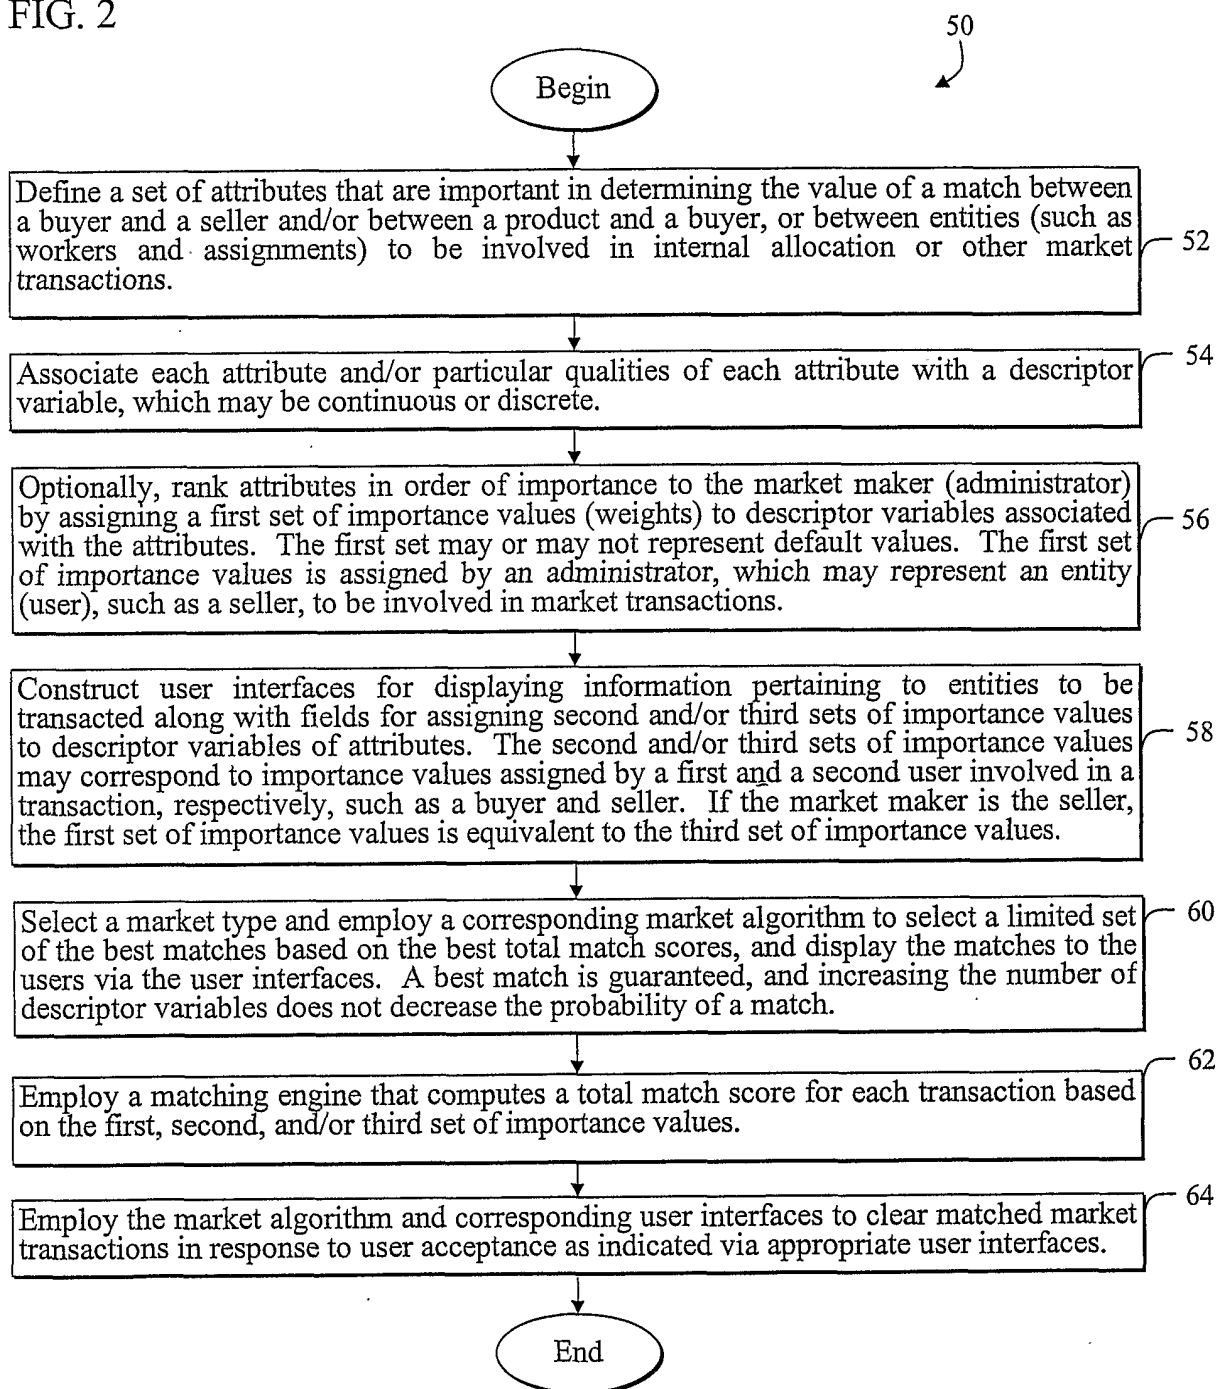 FIG. 2
50
Begin
Define a set of attributes that are important in determining the value of a match between
a buyer and a seller and/or between a product and a buyer, or between entities (such as
workers and assignments) to be involved in internal allocation or other market
transactions.
52
Associate each attribute and/or particular qualities of each attribute with a descriptor
variable, which may be continuous or discrete.
54
Optionally, rank attributes in order of importance to the market maker (administrator)
by assigning a first set of importance values (weights) to descriptor variables associated
with the attributes. The first set may or may not represent default values. The first set
of importance values is assigned by an administrator, which may represent an entity
(user), such as a seller, to be involved in market transactions.
56
Construct user interfaces for displaying information pertaining to entities to be
transacted along with fields for assigning second and/or third sets of importance values
to descriptor variables of attributes. The second and/or third sets of importance values
may correspond to importance values assigned by a first and a second user involved in a
transaction, respectively, such as a buyer and seller. If the market maker is the seller,
the first set of importance values is equivalent to the third set of importance values.
58
Select a market type and employ a corresponding market algorithm to select a limited set
of the best matches based on the best total match scores, and display the matches to the
users via the user interfaces. A best match is guaranteed, and increasing the number of
descriptor variables does not decrease the probability of a match.
60
Employ a matching engine that computes a total match score for each transaction based
on the first, second, and/or third set of importance values.
62
Employ the market algorithm and corresponding user interfaces to clear matched market
transactions in response to user acceptance as indicated via appropriate user interfaces.
64
End